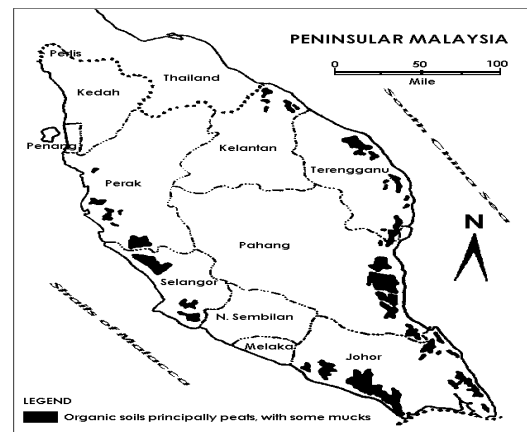 PENINSULAR MALAYSIA
0 50 100
Mile
Perlis
Thailand
Kedah
Penang
Kelantan
Terengganu
South China Sea
Perak
N
Pahang
Selangor
Straits of Malacca
N. Sembilan
Melaka
Johor
LEGEND
Organic soils principally peats, with some mucks